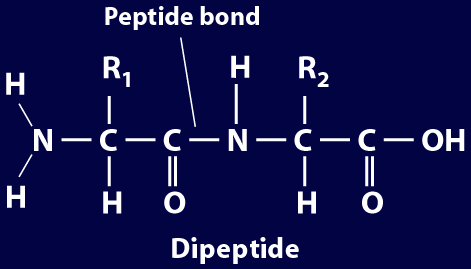 Peptide bond
H R₁ H R₂
N — C — C — N — C — C — OH
H H O H O
Dipeptide